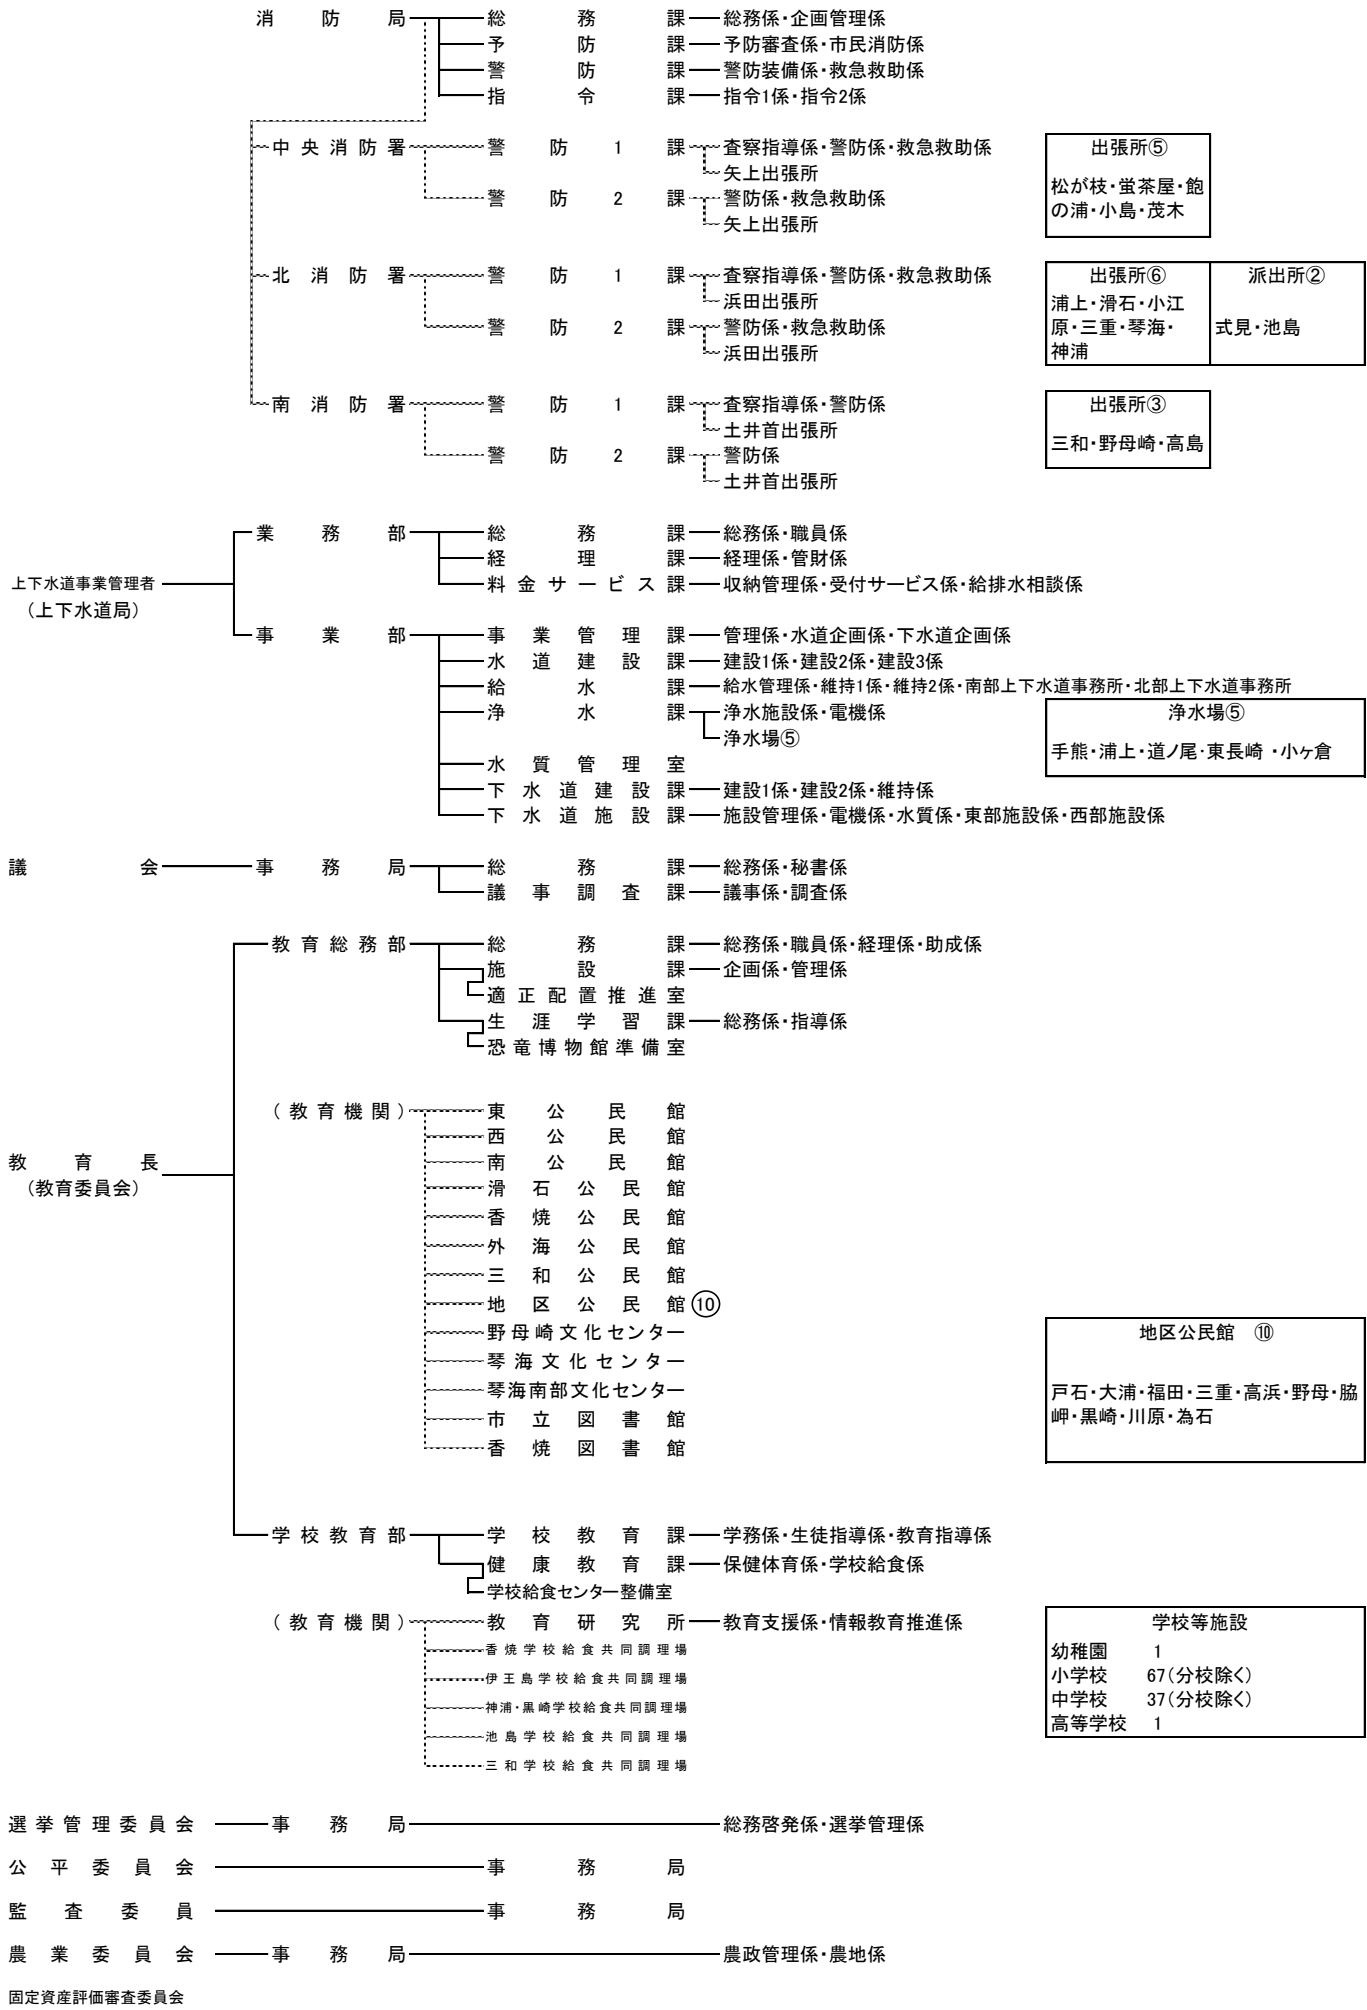 消防局 総務課 総務係・企画管理係
予防課 予防審査係・市民消防係
警防課 警防装備係・救急救助係
指令課 指令1係・指令2係
中央消防署 警防1課 査察指導係・警防係・救急救助係 出張所⑤
矢上出張所
松が枝・蛍茶屋・飽
警防2課 警防係・救急救助係
の浦・小島・茂木
矢上出張所
北消防署 警防1課 査察指導係・警防係・救急救助係 出張所⑥ 派出所②
浜田出張所 浦上・滑石・小江
警防2課 警防係・救急救助係 原・三重・琴海・ 式見・池島
浜田出張所 神浦
南消防署 警防1課 査察指導係・警防係 出張所③
土井首出張所
三和・野母崎・高島
警防2課 警防係
土井首出張所
業務部 総務課 総務係・職員係
経理課 経理係・管財係
上下水道事業管理者 料金サービス課 収納管理係・受付サービス係・給排水相談係
（上下水道局）
事業部 事業管理課 管理係・水道企画係・下水道企画係
水道建設課 建設1係・建設2係・建設3係
給水課 給水管理係・維持1係・維持2係・南部上下水道事務所・北部上下水道事務所
浄水課 浄水施設係・電機係 浄水場⑤
浄水場⑤ 手熊・浦上・道ノ尾・東長崎・小ヶ倉
水質管理室
下水道建設課 建設1係・建設2係・維持係
下水道施設課 施設管理係・電機係・水質係・東部施設係・西部施設係
議会 事務局 総務課 総務係・秘書係
議事調査課 議事係・調査係
教育総務部 総務課 総務係・職員係・経理係・助成係
施設課 企画係・管理係
適正配置推進室
生涯学習課 総務係・指導係
恐竜博物館準備室
（教育機関） 東公民館
西公民館
教育長 南公民館
（教育委員会） 滑石公民館
香焼公民館
外海公民館
三和公民館
地区公民館⑩
野母崎文化センター 地区公民館 ⑩
琴海文化センター
琴海南部文化センター 戸石・大浦・福田・三重・高浜・野母・脇
市立図書館 岬・黒崎・川原・為石
香焼図書館
学校教育部 学校教育課 学務係・生徒指導係・教育指導係
健康教育課 保健体育係・学校給食係
学校給食センター整備室
（教育機関） 教育研究所 教育支援係・情報教育推進係 学校等施設
香焼学校給食共同調理場 幼稚園 1
伊王島学校給食共同調理場 小学校 67（分校除く）
神浦・黒崎学校給食共同調理場 中学校 37（分校除く）
池島学校給食共同調理場 高等学校 1
三和学校給食共同調理場
選挙管理委員会 事務局 総務啓発係・選挙管理係
公平委員会 事務局
監査委員 事務局
農業委員会 事務局 農政管理係・農地係
固定資産評価審査委員会